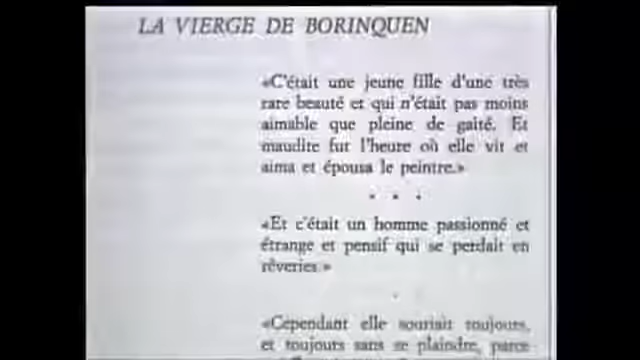 LA VIERGE DE BORINQUEN
«C'était une jeune fille d'une très
rare beauté et qui n'était pas moins
aimable que pleine de gaité. Et
maudite fut l'heure où elle vit et
aima et épousa le peintre.»
* * *
«Et c'était un homme passionné et
étrange et pensif qui se perdait en
rêveries.»
«Cependant elle souriait toujours,
et toujours sans se plaindre, parce